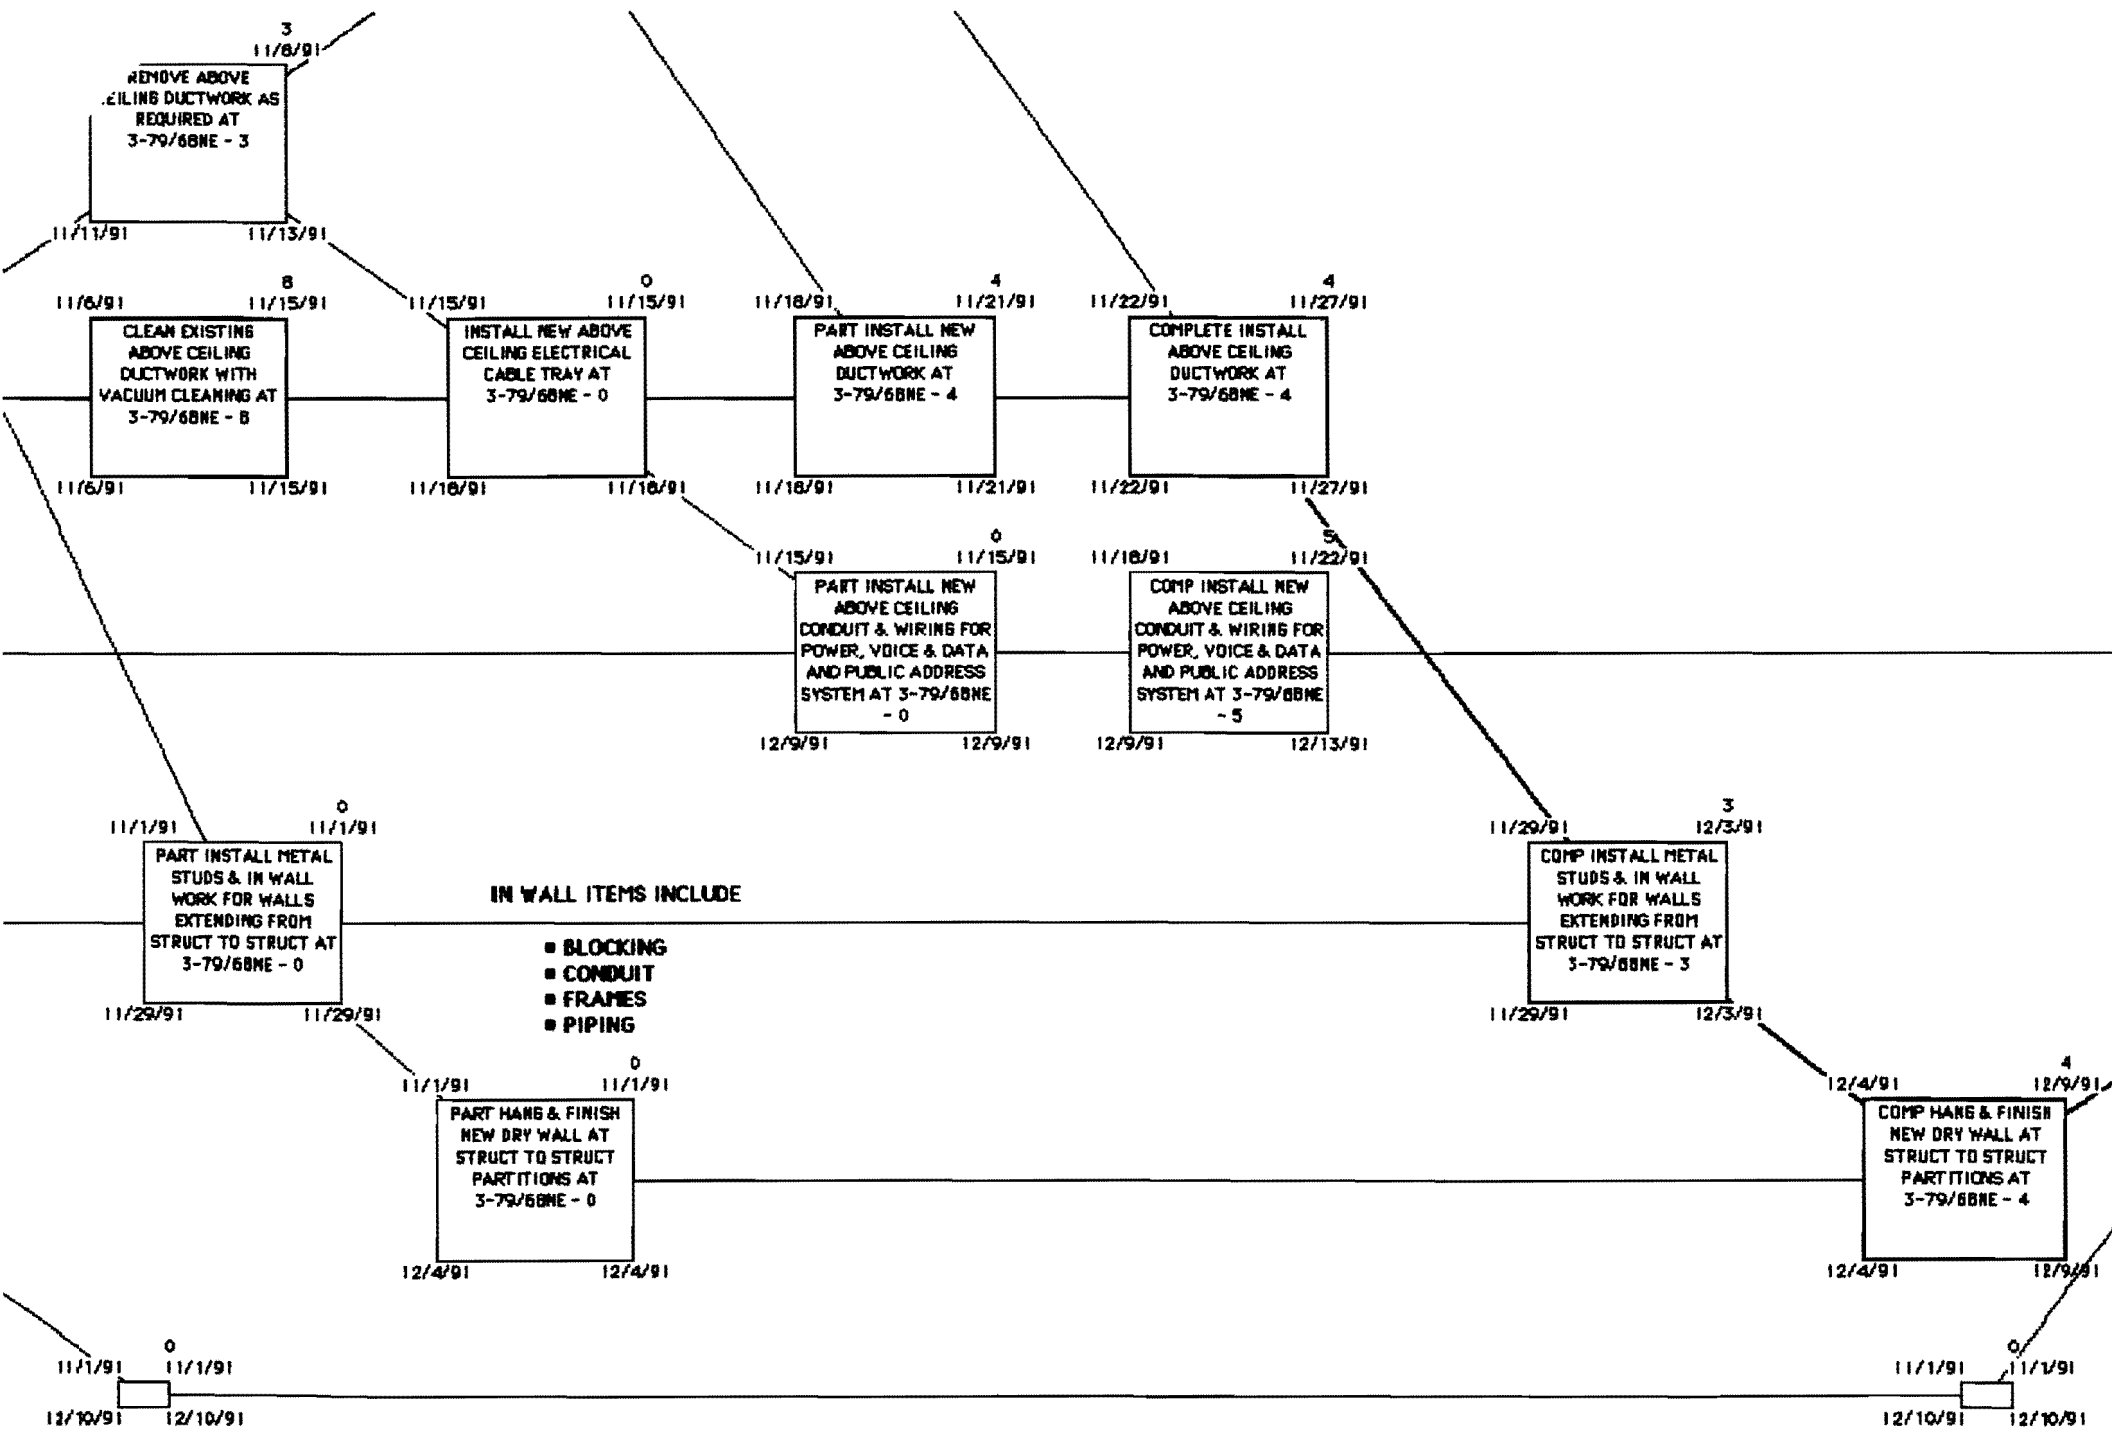 3
11/8/91
REMOVE ABOVE
EILING DUCTWORK AS
REQUIRED AT
3-79/68NE - 3
11/11/91 11/13/91
8
11/6/91 11/15/91
CLEAN EXISTING
ABOVE CEILING
DUCTWORK WITH
VACUUM CLEANING AT
3-79/68NE - 8
11/6/91 11/15/91
0
11/15/91 11/15/91
INSTALL NEW ABOVE
CEILING ELECTRICAL
CABLE TRAY AT
3-79/68NE - 0
11/18/91 11/18/91
4
11/18/91 11/21/91
PART INSTALL NEW
ABOVE CEILING
DUCTWORK AT
3-79/68NE - 4
11/18/91 11/21/91
4
11/22/91 11/27/91
COMPLETE INSTALL
ABOVE CEILING
DUCTWORK AT
3-79/68NE - 4
11/22/91 11/27/91
0
11/15/91 11/15/91
PART INSTALL NEW
ABOVE CEILING
CONDUIT & WIRING FOR
POWER, VOICE & DATA
AND PUBLIC ADDRESS
SYSTEM AT 3-79/68NE
- 0
12/9/91 12/9/91
5
11/18/91 11/22/91
COMP INSTALL NEW
ABOVE CEILING
CONDUIT & WIRING FOR
POWER, VOICE & DATA
AND PUBLIC ADDRESS
SYSTEM AT 3-79/68NE
- 5
12/9/91 12/13/91
0
11/1/91 11/1/91
PART INSTALL METAL
STUDS & IN WALL
WORK FOR WALLS
EXTENDING FROM
STRUCT TO STRUCT AT
3-79/68NE - 0
11/29/91 11/29/91
IN WALL ITEMS INCLUDE
▪ BLOCKING
▪ CONDUIT
▪ FRAMES
▪ PIPING
3
11/29/91 12/3/91
COMP INSTALL METAL
STUDS & IN WALL
WORK FOR WALLS
EXTENDING FROM
STRUCT TO STRUCT AT
3-79/68NE - 3
11/29/91 12/3/91
0
11/1/91 11/1/91
PART HANG & FINISH
NEW DRY WALL AT
STRUCT TO STRUCT
PARTITIONS AT
3-79/68NE - 0
12/4/91 12/4/91
4
12/4/91 12/9/91
COMP HANG & FINISH
NEW DRY WALL AT
STRUCT TO STRUCT
PARTITIONS AT
3-79/68NE - 4
12/4/91 12/9/91
0
11/1/91 11/1/91
12/10/91 12/10/91
0
11/1/91 11/1/91
12/10/91 12/10/91